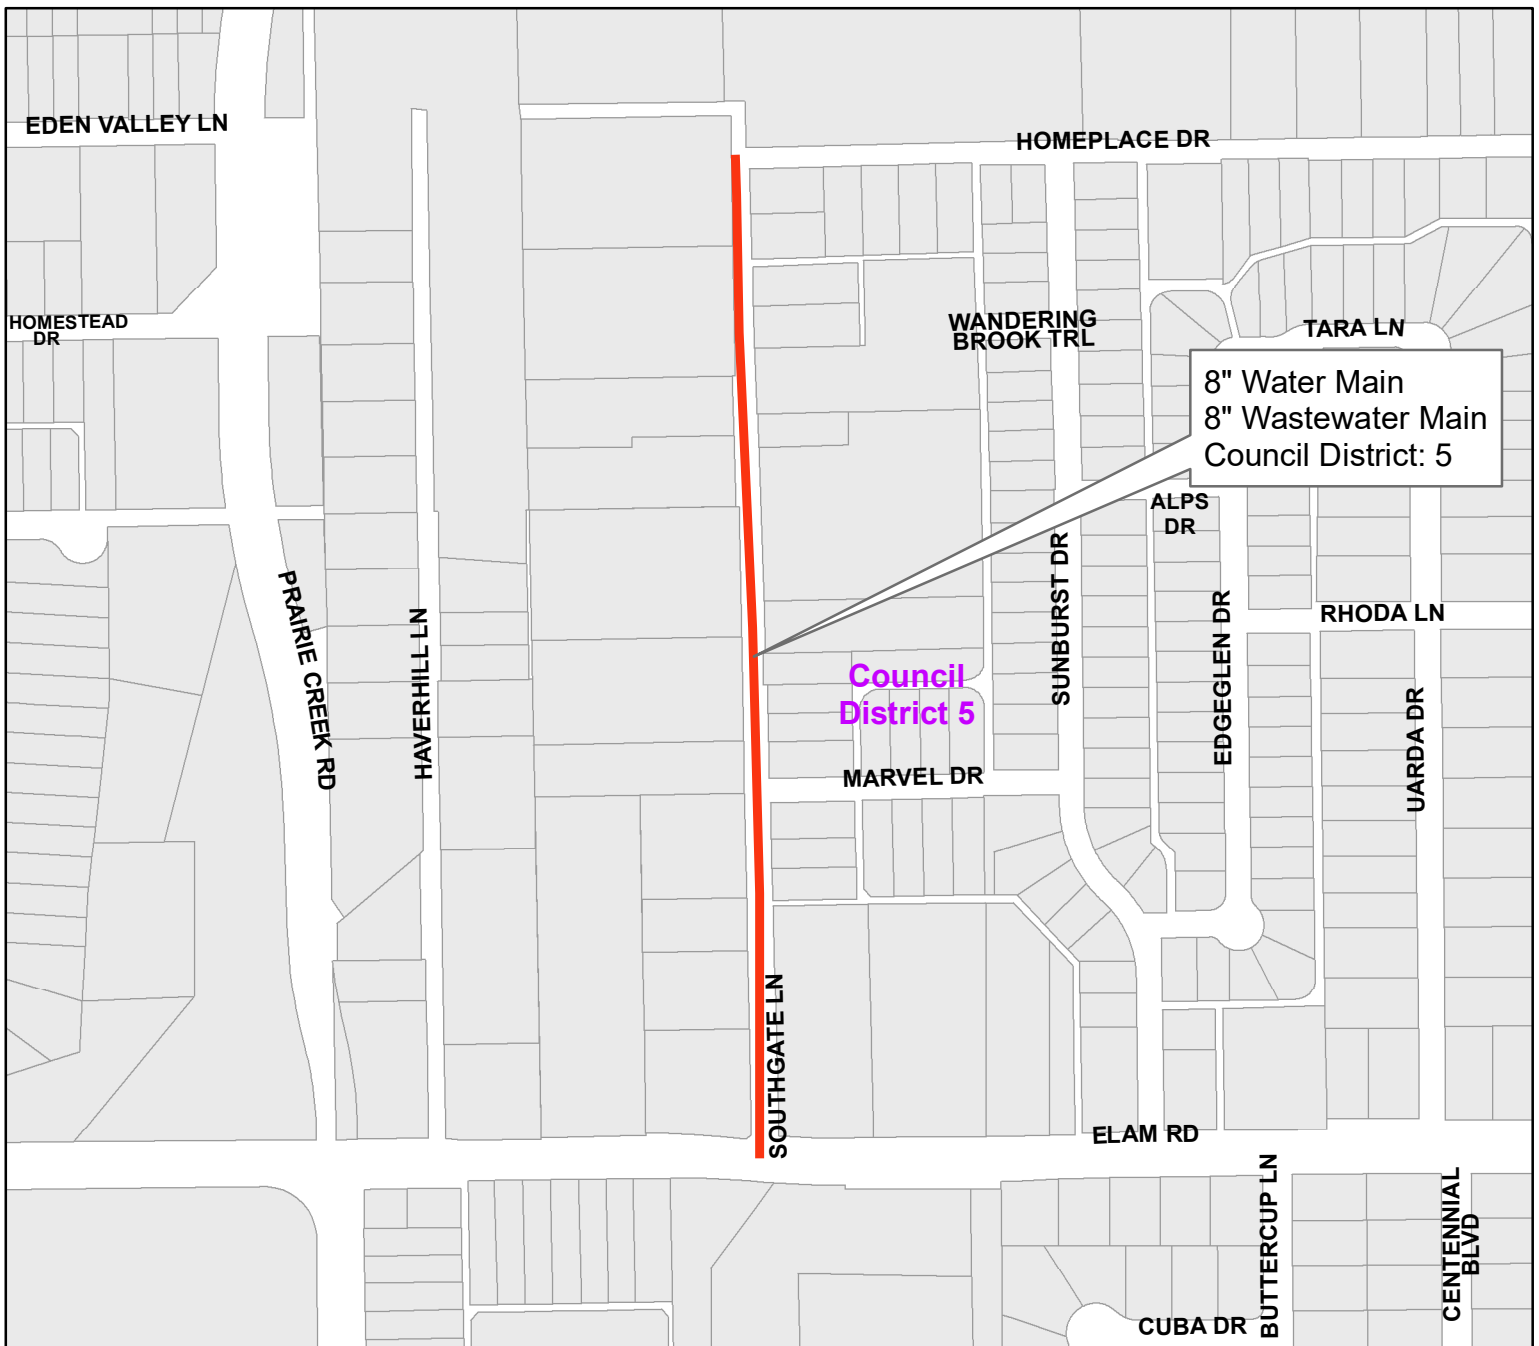 EDEN VALLEY LN
HOMEPLACE DR
HOMESTEAD
DR
WANDERING
BROOK TRL
TARA LN
8" Water Main
8" Wastewater Main
Council District: 5
ALPS
DR
PRAIRIE CREEK RD
HAVERHILL LN
SUNBURST DR
EDGEGLEN DR
RHODA LN
UARDA DR
Council
District 5
MARVEL DR
SOUTHGATE LN
ELAM RD
BUTTERCUP LN
CENTENNIAL
BLVD
CUBA DR